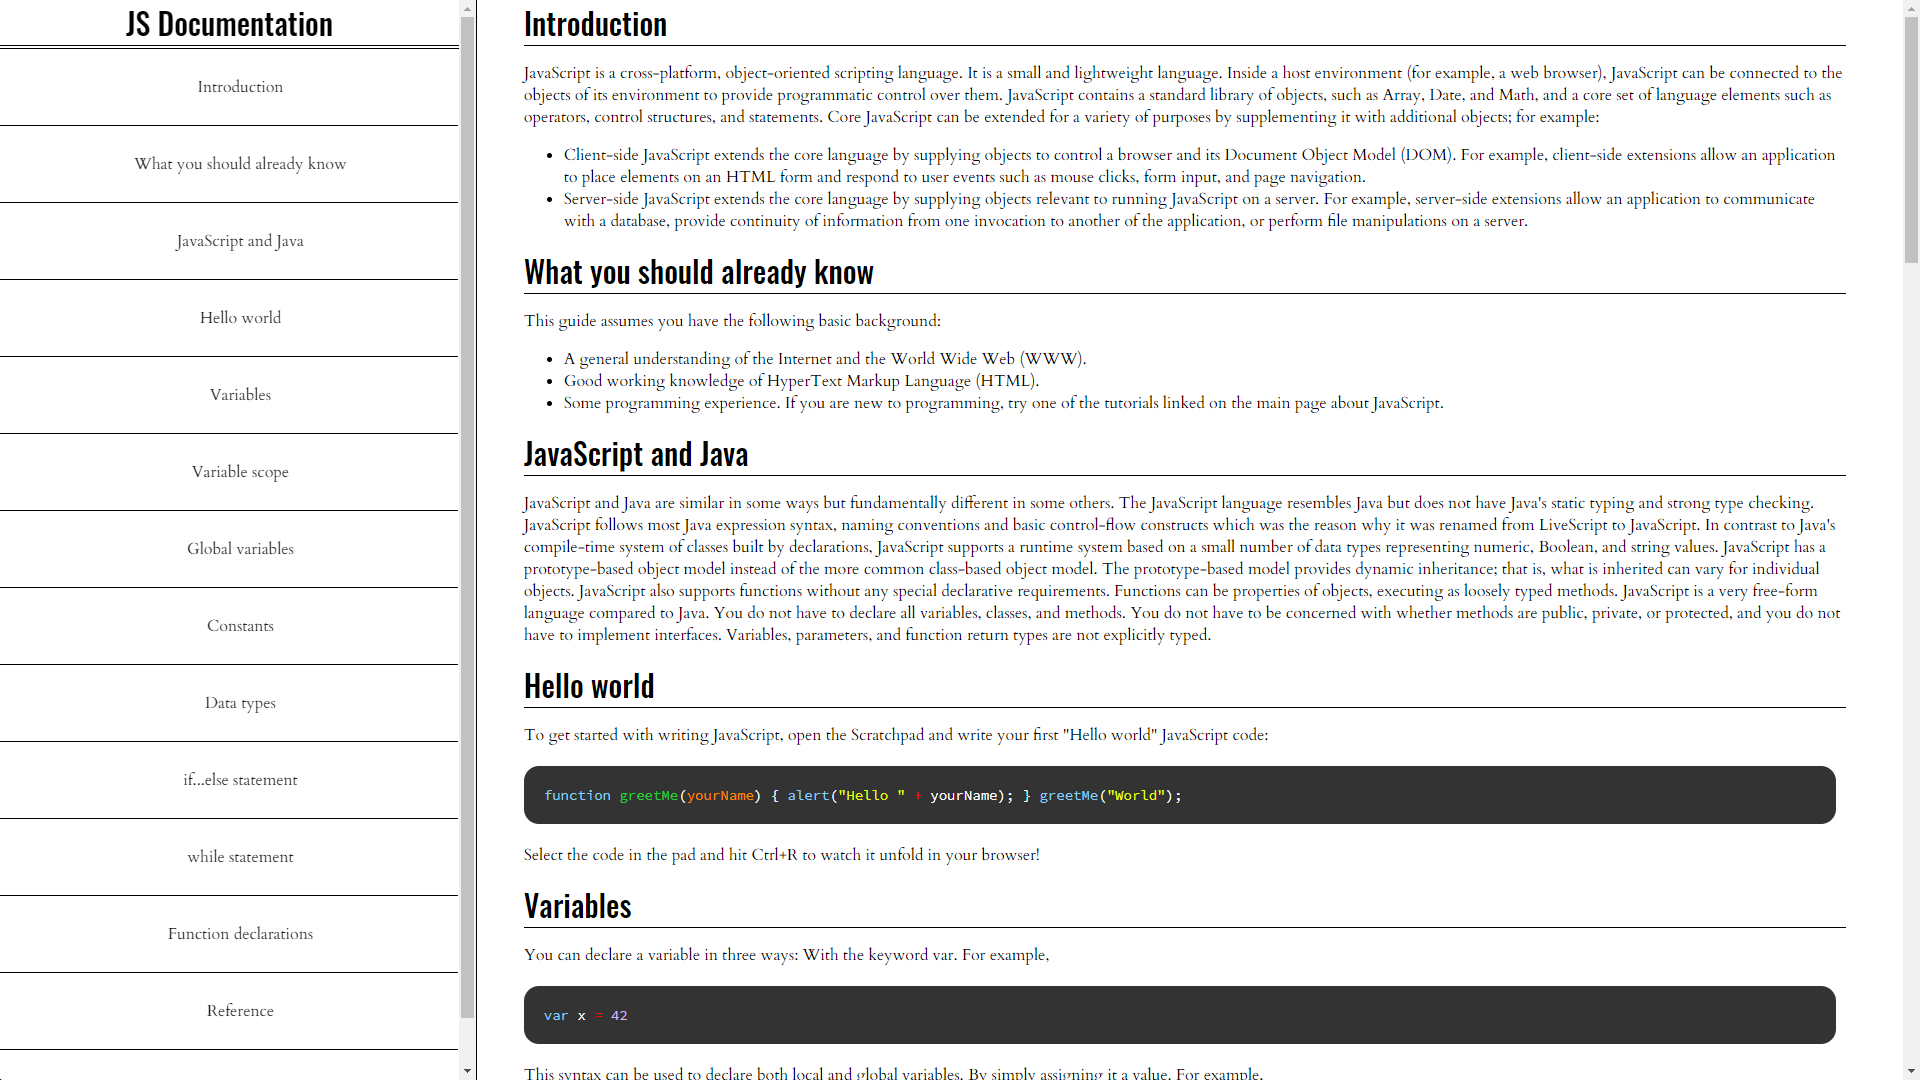 JS Documentation
Introduction
What you should already know
JavaScript and Java
Hello world
Variables
Variable scope
Global variables
Constants
Data types
if...else statement
while statement
Function declarations
Reference
Introduction
JavaScript is a cross-platform, object-oriented scripting language. It is a small and lightweight language. Inside a host environment (for example, a web browser), JavaScript can be connected to the
objects of its environment to provide programmatic control over them. JavaScript contains a standard library of objects, such as Array, Date, and Math, and a core set of language elements such as
operators, control structures, and statements. Core JavaScript can be extended for a variety of purposes by supplementing it with additional objects; for example:
• Client-side JavaScript extends the core language by supplying objects to control a browser and its Document Object Model (DOM). For example, client-side extensions allow an application
to place elements on an HTML form and respond to user events such as mouse clicks, form input, and page navigation.
• Server-side JavaScript extends the core language by supplying objects relevant to running JavaScript on a server. For example, server-side extensions allow an application to communicate
with a database, provide continuity of information from one invocation to another of the application, or perform file manipulations on a server.
What you should already know
This guide assumes you have the following basic background:
• A general understanding of the Internet and the World Wide Web (WWW).
• Good working knowledge of HyperText Markup Language (HTML).
• Some programming experience. If you are new to programming, try one of the tutorials linked on the main page about JavaScript.
JavaScript and Java
JavaScript and Java are similar in some ways but fundamentally different in some others. The JavaScript language resembles Java but does not have Java's static typing and strong type checking.
JavaScript follows most Java expression syntax, naming conventions and basic control-flow constructs which was the reason why it was renamed from LiveScript to JavaScript. In contrast to Java's
compile-time system of classes built by declarations, JavaScript supports a runtime system based on a small number of data types representing numeric, Boolean, and string values. JavaScript has a
prototype-based object model instead of the more common class-based object model. The prototype-based model provides dynamic inheritance; that is, what is inherited can vary for individual
objects. JavaScript also supports functions without any special declarative requirements. Functions can be properties of objects, executing as loosely typed methods. JavaScript is a very free-form
language compared to Java. You do not have to declare all variables, classes, and methods. You do not have to be concerned with whether methods are public, private, or protected, and you do not
have to implement interfaces. Variables, parameters, and function return types are not explicitly typed.
Hello world
To get started with writing JavaScript, open the Scratchpad and write your first "Hello world" JavaScript code:
function greetMe(yourName) { alert("Hello " + yourName); } greetMe("World");
Select the code in the pad and hit Ctrl+R to watch it unfold in your browser!
Variables
You can declare a variable in three ways: With the keyword var. For example,
var x = 42
This syntax can be used to declare both local and global variables. By simply assigning it a value. For example,